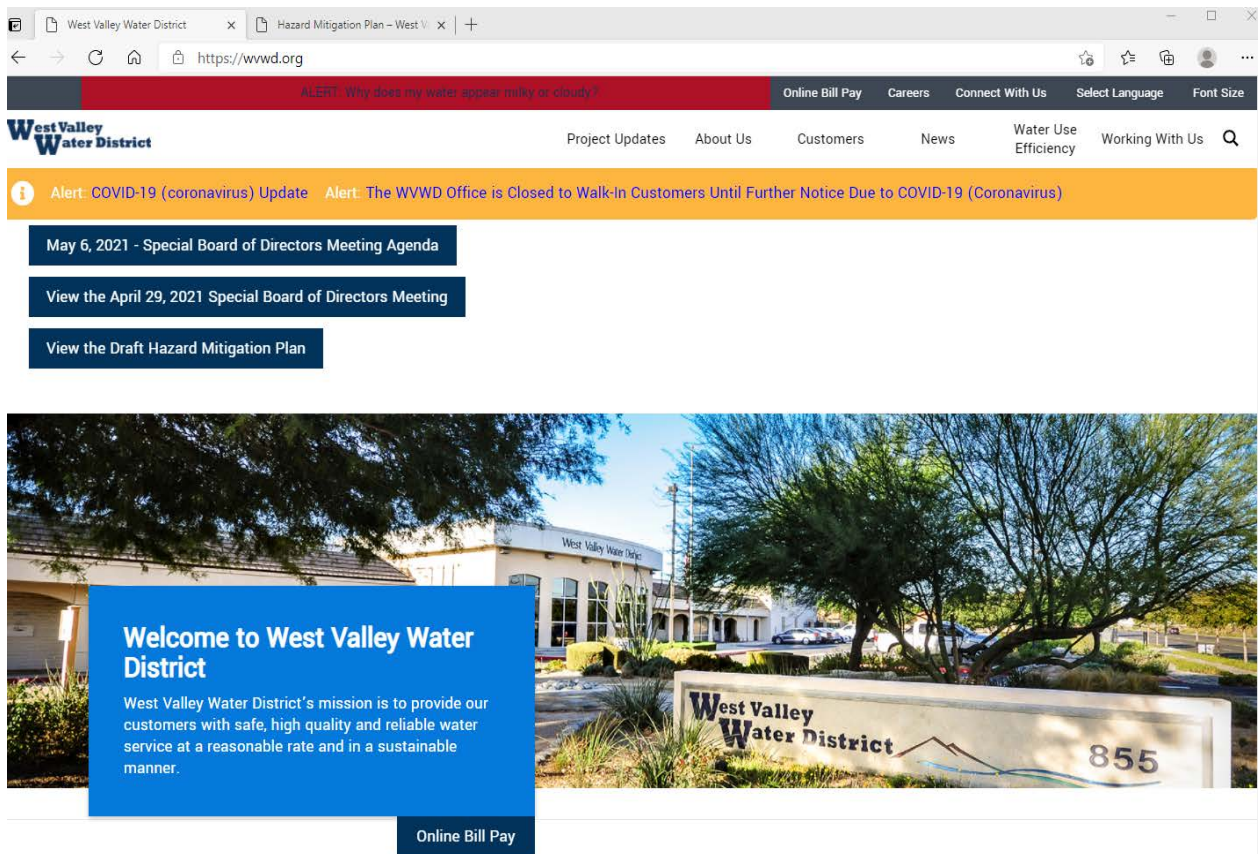 West Valley Water District
Hazard Mitigation Plan – West V
https://wvwd.org
ALERT: Why does my water appear milky or cloudy?
Online Bill Pay
Careers
Connect With Us
Select Language
Font Size
West Valley
Water District
Project Updates
About Us
Customers
News
Water Use
Efficiency
Working With Us
Alert: COVID-19 (coronavirus) Update Alert: The WVWD Office is Closed to Walk-In Customers Until Further Notice Due to COVID-19 (Coronavirus)
May 6, 2021 - Special Board of Directors Meeting Agenda
View the April 29, 2021 Special Board of Directors Meeting
View the Draft Hazard Mitigation Plan
West Valley Water District
Welcome to West Valley Water
District
West Valley Water District's mission is to provide our
customers with safe, high quality and reliable water
service at a reasonable rate and in a sustainable
manner.
West Valley
Water District
855
Online Bill Pay